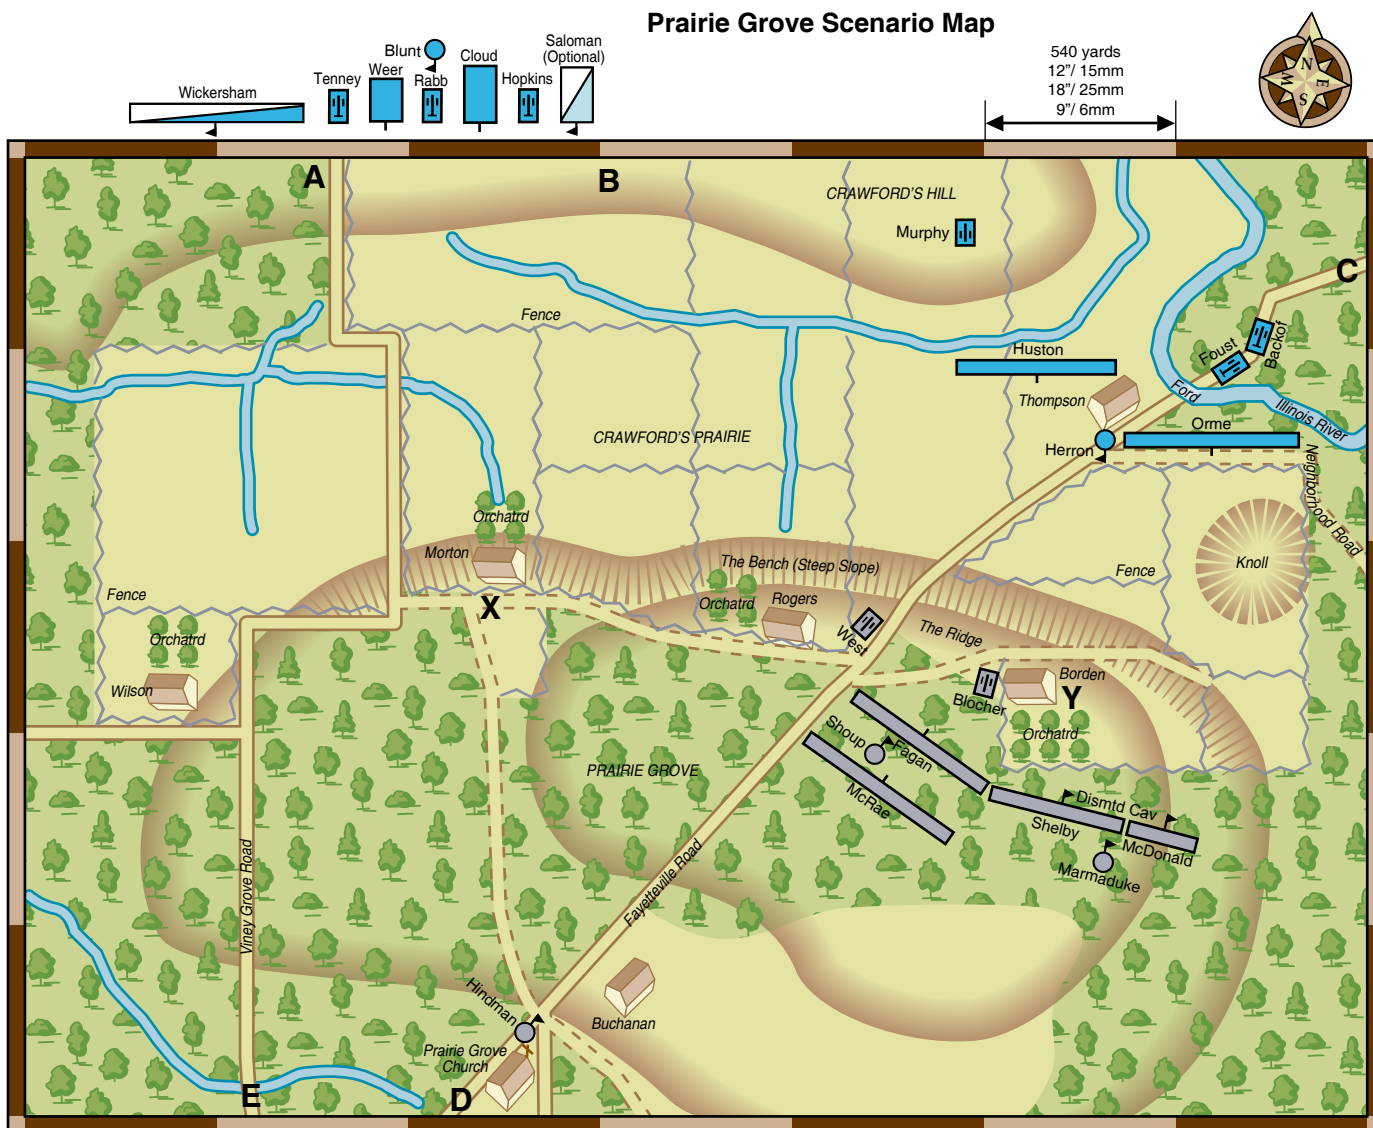 Prairie Grove Scenario Map
Blunt
Saloman
(Optional)
Wickersham
Tenney
Weer
Rabb
Cloud
Hopkins
540 yards
12”/ 15mm
18”/ 25mm
9”/ 6mm
N
E
S
W
A
B
CRAWFORD'S HILL
Murphy
C
Fence
Huston
Foust
Backof
Thompson
Ford
Illinois River
Orme
Herron
CRAWFORD'S PRAIRIE
Neighborhood Road
Orchatrd
Morton
The Bench (Steep Slope)
Fence
Knoll
Fence
X
Orchatrd
Rogers
West
The Ridge
Orchatrd
Wilson
Borden
Y
Blocher
Orchatrd
Shoup
Fagan
PRAIRIE GROVE
McRae
Dismtd Cav
Shelby
McDonald
Marmaduke
Viney Grove Road
Fayetteville Road
Hindman
Buchanan
Prairie Grove
Church
E
D